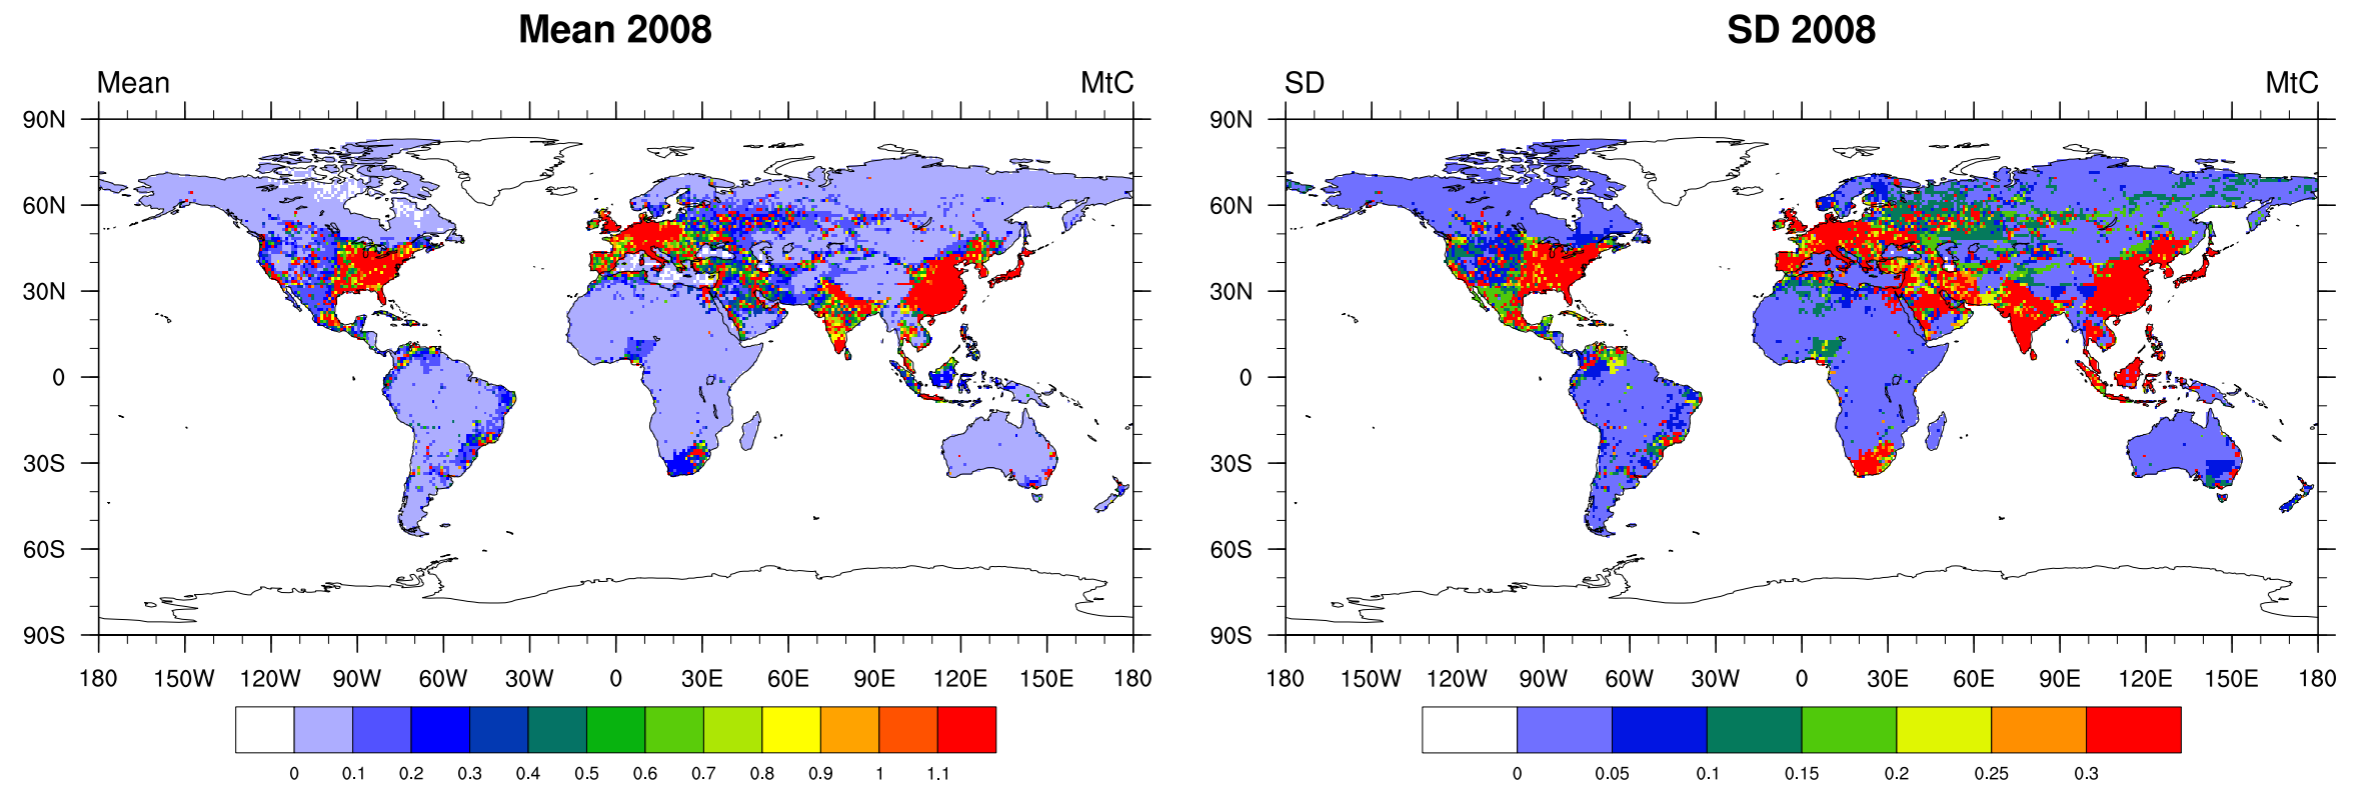 Mean 2008
SD 2008
Mean MtC
SD MtC
90N
60N
30N
0
30S
60S
90S
180 150W 120W 90W 60W 30W 0 30E 60E 90E 120E 150E 180
0 0.1 0.2 0.3 0.4 0.5 0.6 0.7 0.8 0.9 1 1.1
90N
60N
30N
0
30S
60S
90S
180 150W 120W 90W 60W 30W 0 30E 60E 90E 120E 150E 180
0 0.05 0.1 0.15 0.2 0.25 0.3